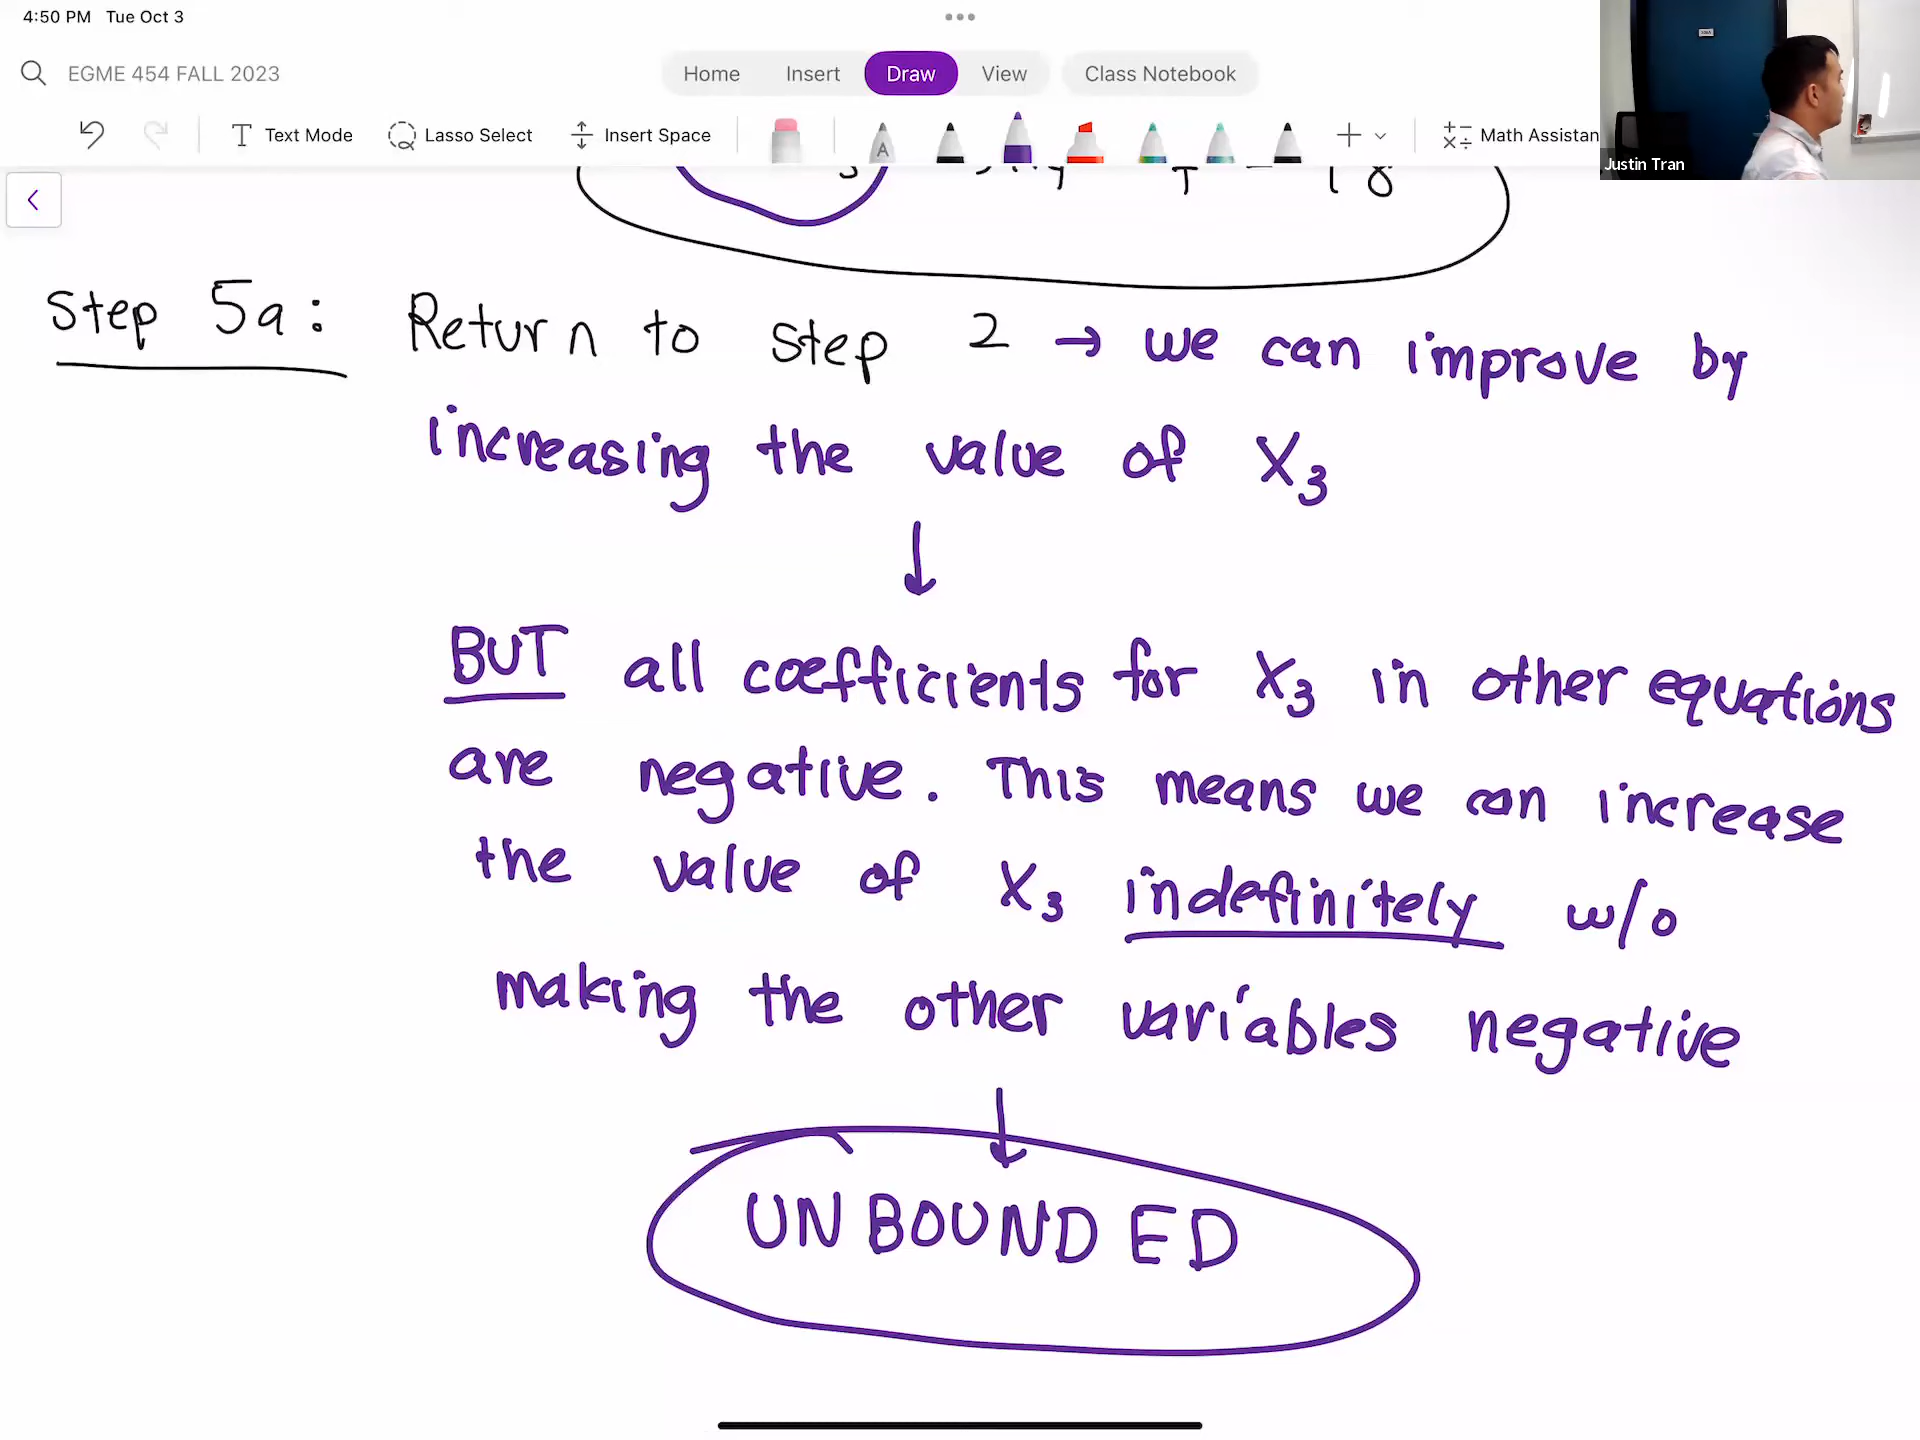 4:50 PM Tue Oct 3
EGME 454 FALL 2023
Home Insert Draw View Class Notebook
Text Mode Lasso Select Insert Space A Math Assistan
Justin Tran
Step 5a: Return to step 2 → we can improve by
increasing the value of X₃
↓
BUT all coefficients for X₃ in other equations
are negative. This means we can increase
the value of X₃ indefinitely w/o
making the other variables negative
↓
UNBOUNDED